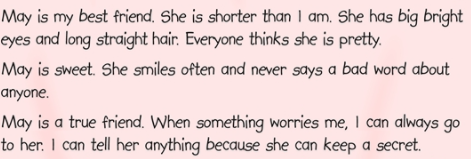 May is my best friend. She is shorter than I am. She has big bright
eyes and long straight hair. Everyone thinks she is pretty.
May is sweet. She smiles often and never says a bad word about
anyone.
May is a true friend. When something worries me, I can always go
to her. I can tell her anything because she can keep a secret.